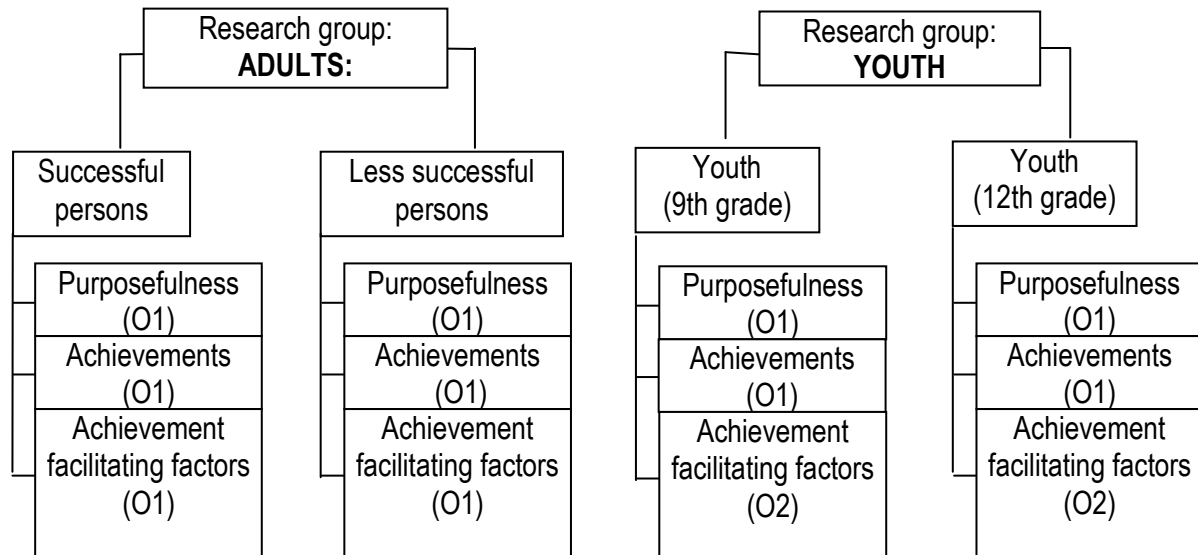 Research group:
ADULTS:
Successful
persons
Purposefulness
(O1)
Achievements
(O1)
Achievement
facilitating factors
(O1)
Less successful
persons
Purposefulness
(O1)
Achievements
(O1)
Achievement
facilitating factors
(O1)
Research group:
YOUTH
Youth
(9th grade)
Purposefulness
(O1)
Achievements
(O1)
Achievement
facilitating factors
(O2)
Youth
(12th grade)
Purposefulness
(O1)
Achievements
(O1)
Achievement
facilitating factors
(O2)